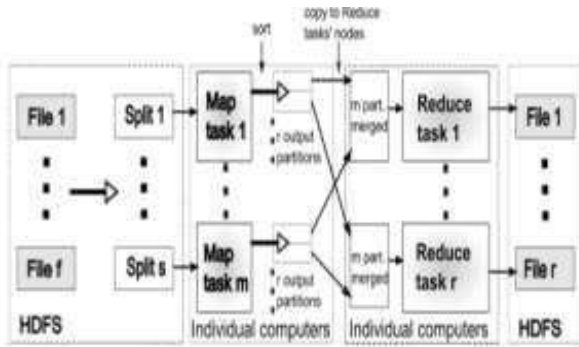 copy to Reduce
tasks' nodes
sort
File 1
Split 1
Map
task 1
r output
partitions
m part.
merged
Reduce
task 1
File 1
File f
Split s
Map
task m
r output
partitions
m part.
merged
Reduce
task r
File r
HDFS
Individual computers
Individual computers
HDFS